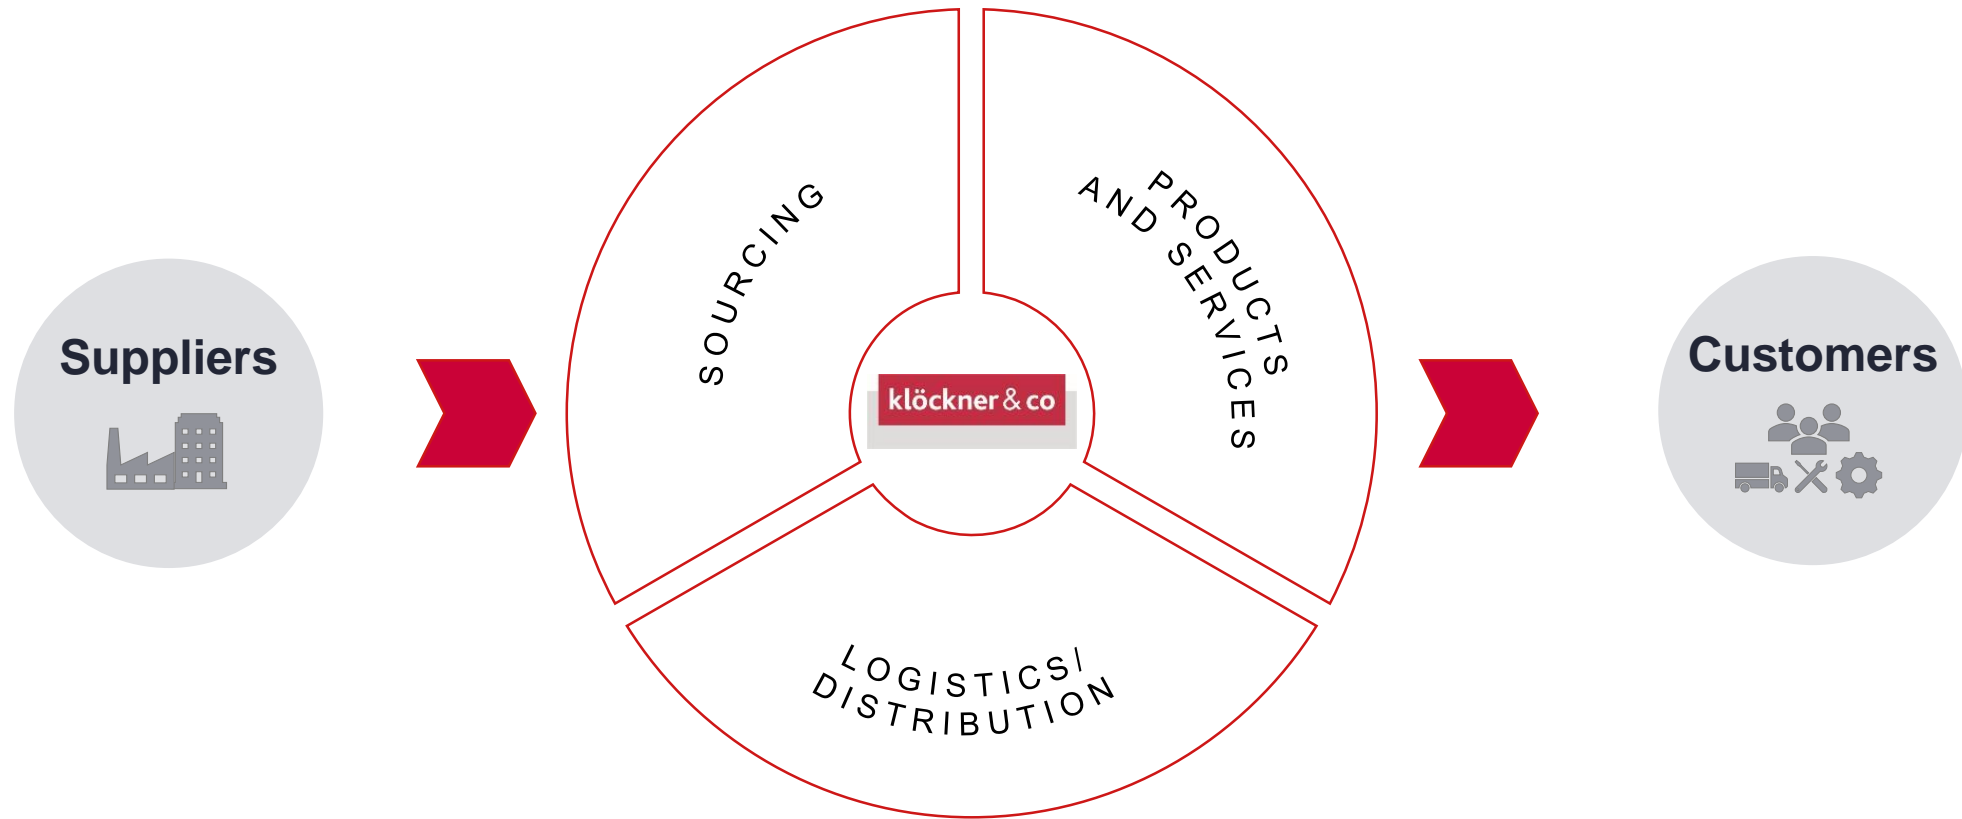 Suppliers
SOURCING
klöckner & co
PRODUCTS
AND SERVICES
LOGISTICS/
DISTRIBUTION
Customers